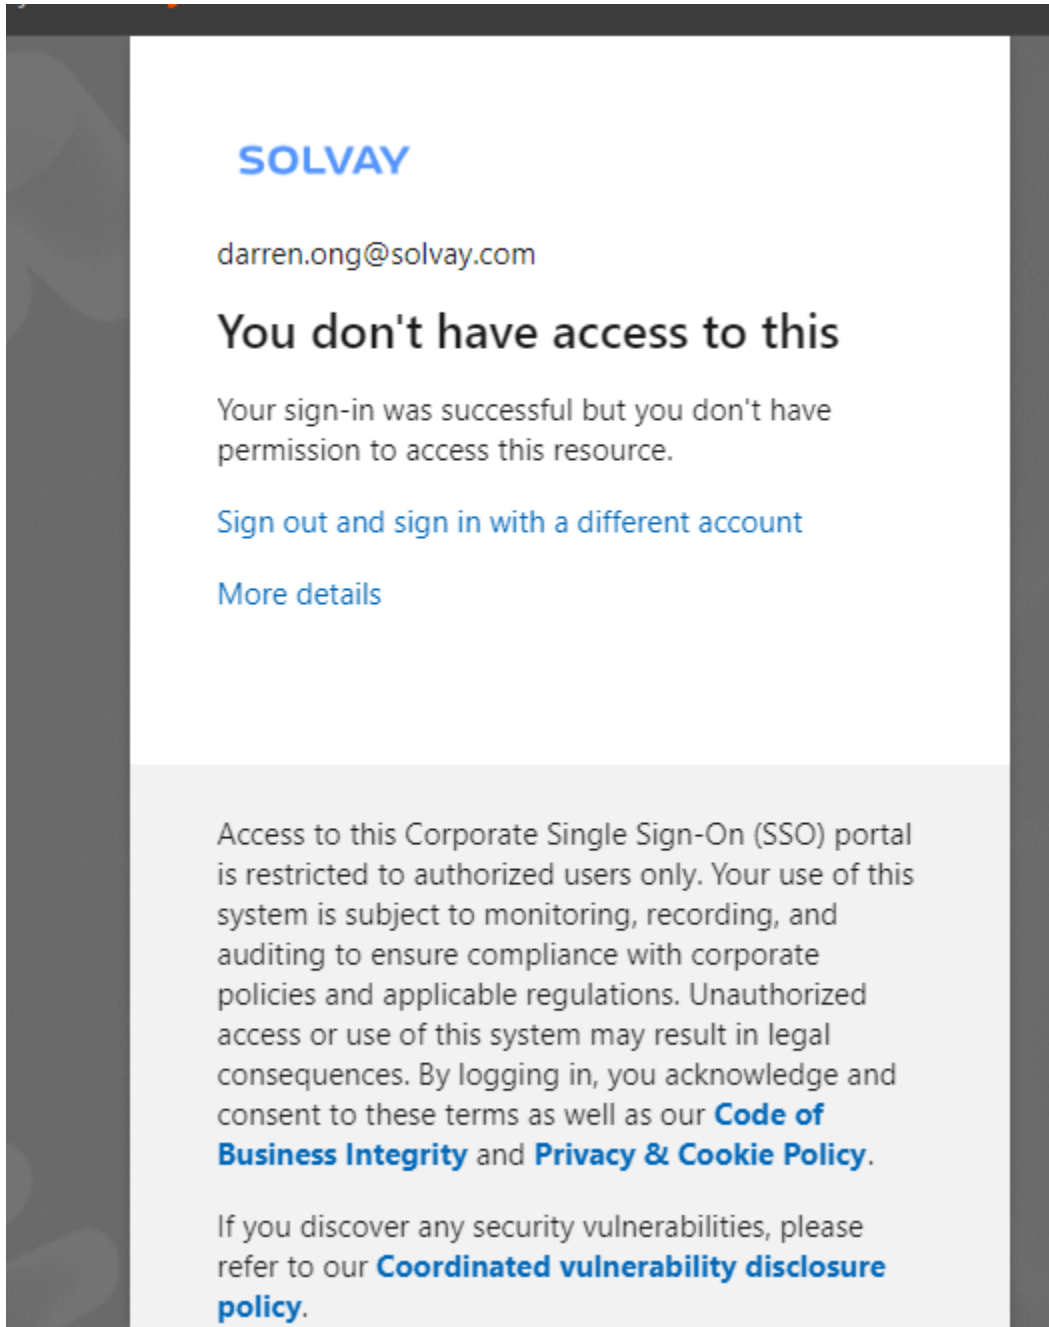 SOLVAY
darren.ong@solvay.com
You don't have access to this
Your sign-in was successful but you don't have
permission to access this resource.
Sign out and sign in with a different account
More details
Access to this Corporate Single Sign-On (SSO) portal
is restricted to authorized users only. Your use of this
system is subject to monitoring, recording, and
auditing to ensure compliance with corporate
policies and applicable regulations. Unauthorized
access or use of this system may result in legal
consequences. By logging in, you acknowledge and
consent to these terms as well as our Code of
Business Integrity and Privacy & Cookie Policy.
If you discover any security vulnerabilities, please
refer to our Coordinated vulnerability disclosure
policy.